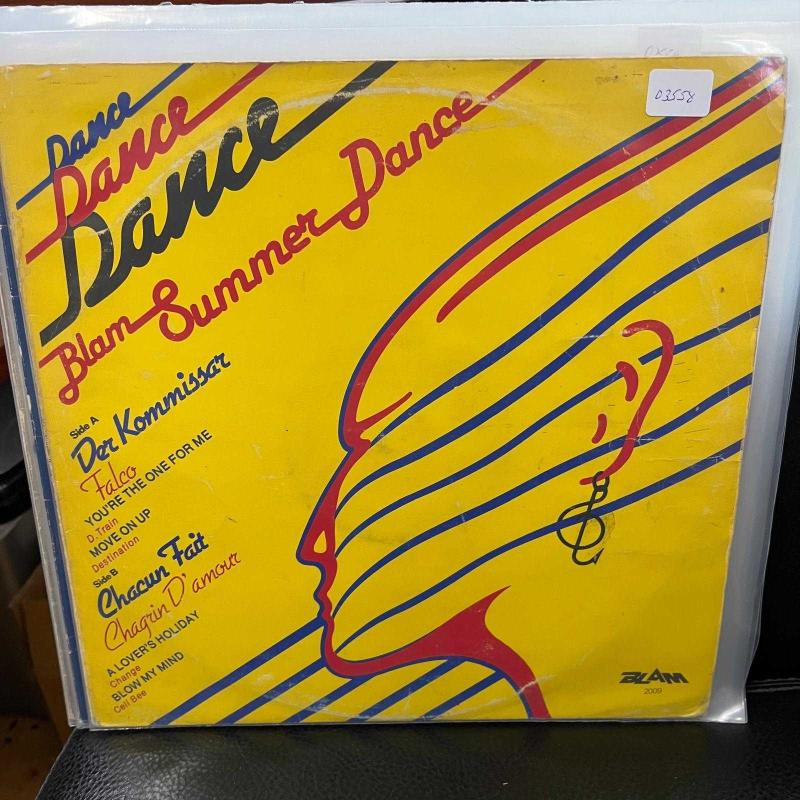 Dance
Dance
Dance
Blam Summer Dance
03558
Side A
Der Kommissar
Falco
YOU'RE THE ONE FOR ME
D. Train
MOVE ON UP
Destination
Side B
Chacun Fait
Chagrin D'amour
A LOVER'S HOLIDAY
Change
BLOW MY MIND
Cell Bee
BLAM
2009